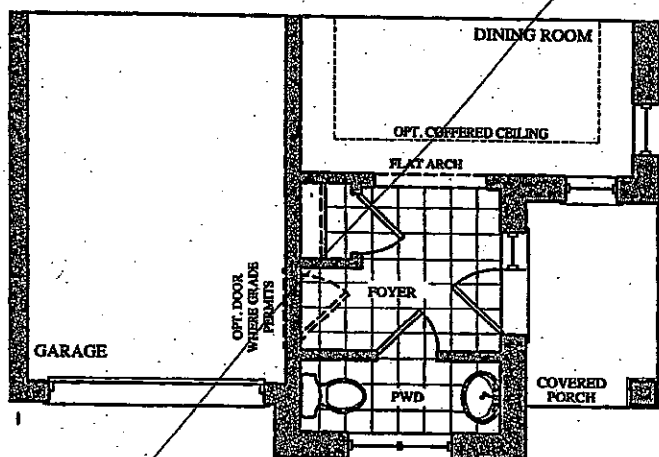 DINING ROOM
OPT. COFFERED CEILING
FLAT ARCH
OPT. DOOR
WHERE GRADE
PERMITS
FOYER
GARAGE
PWD
COVERED
PORCH